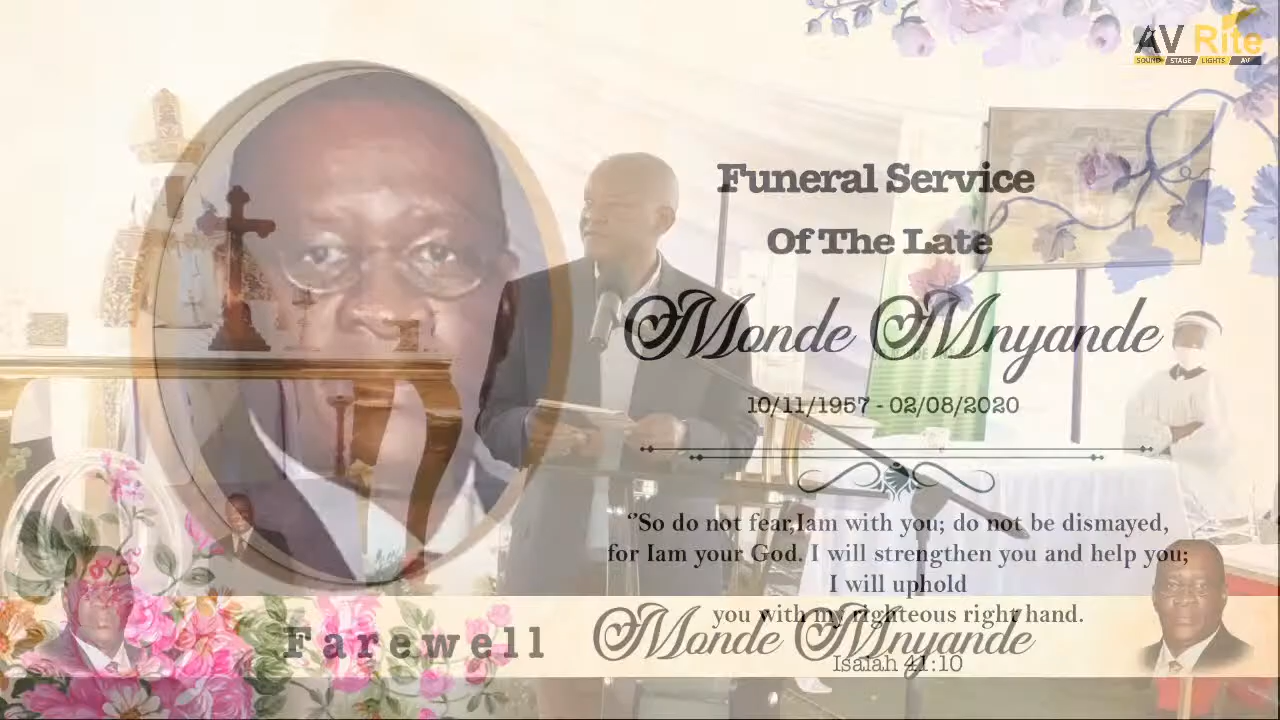 AV Rite
SOUND STAGE LIGHTS AV
Funeral Service
Of The Late
Monde Mnyande
10/11/1957 - 02/08/2020
"So do not fear,Iam with you; do not be dismayed,
for Iam your God. I will strengthen you and help you;
I will uphold
you with my righteous right hand.
Isaiah 41:10
Farewell Monde Mnyande